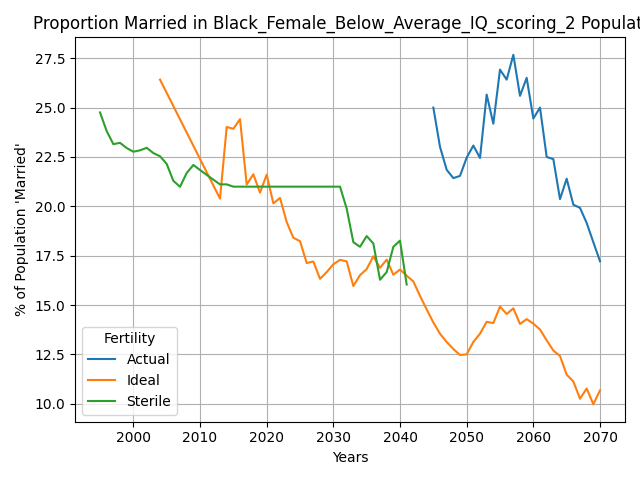 Proportion Married in Black_Female_Below_Average_IQ_scoring_2 Populat
% of Population 'Married'
27.5
25.0
22.5
20.0
17.5
15.0
12.5
10.0
Fertility
Actual
Ideal
Sterile
2000 2010 2020 2030 2040 2050 2060 2070
Years